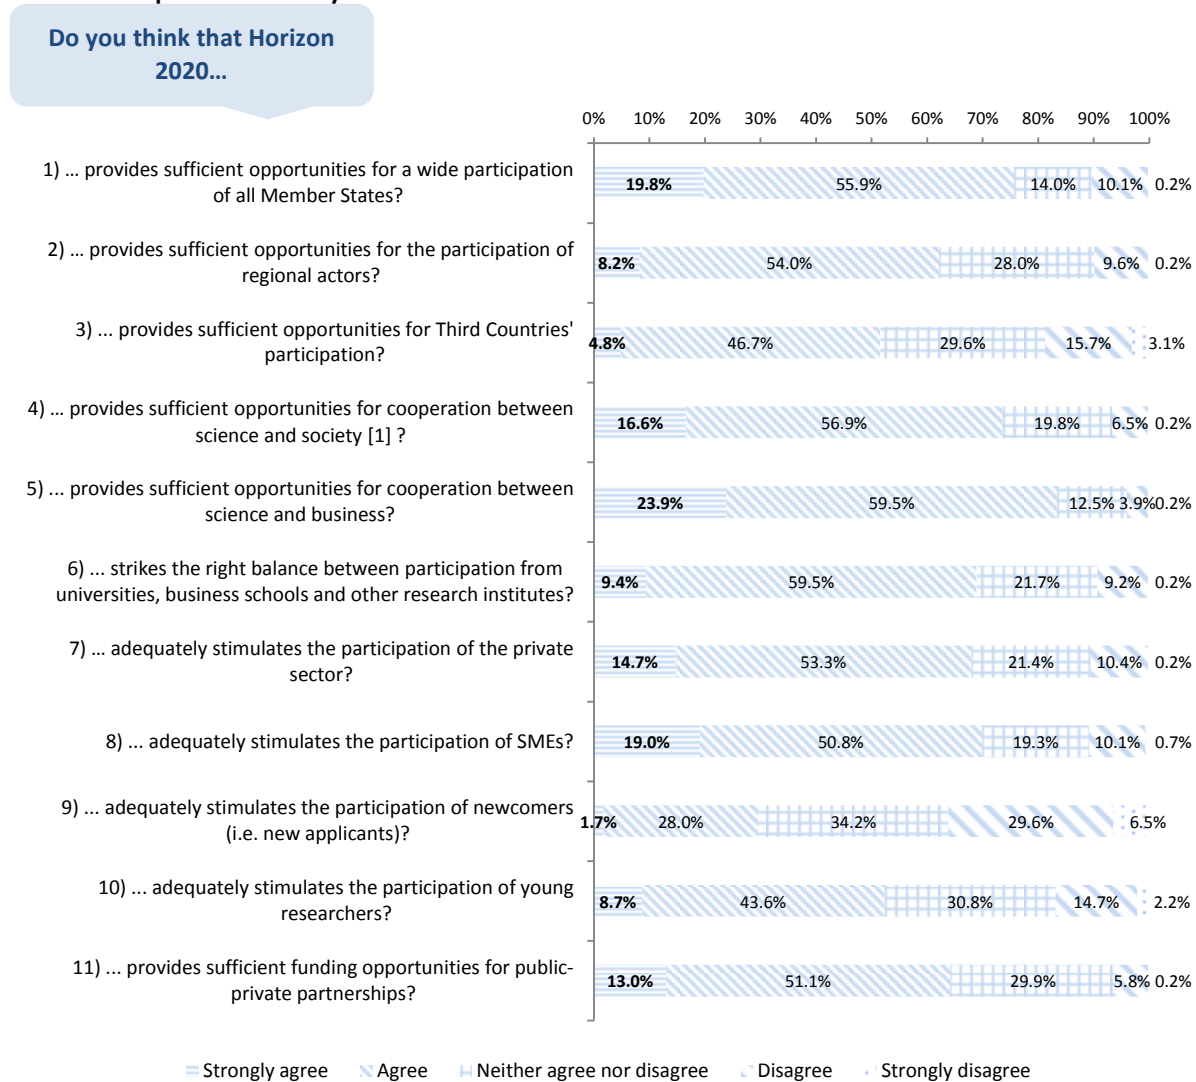 Do you think that Horizon
2020…
0% 10% 20% 30% 40% 50% 60% 70% 80% 90% 100%
1) … provides sufficient opportunities for a wide participation
of all Member States?
19.8% 55.9% 14.0% 10.1% 0.2%
2) … provides sufficient opportunities for the participation of
regional actors?
8.2% 54.0% 28.0% 9.6% 0.2%
3) ... provides sufficient opportunities for Third Countries'
participation?
4.8% 46.7% 29.6% 15.7% 3.1%
4) ... provides sufficient opportunities for cooperation between
science and society [1] ?
16.6% 56.9% 19.8% 6.5% 0.2%
5) ... provides sufficient opportunities for cooperation between
science and business?
23.9% 59.5% 12.5% 3.9% 0.2%
6) ... strikes the right balance between participation from
universities, business schools and other research institutes?
9.4% 59.5% 21.7% 9.2% 0.2%
7) … adequately stimulates the participation of the private
sector?
14.7% 53.3% 21.4% 10.4% 0.2%
8) ... adequately stimulates the participation of SMEs?
19.0% 50.8% 19.3% 10.1% 0.7%
9) ... adequately stimulates the participation of newcomers
(i.e. new applicants)?
1.7% 28.0% 34.2% 29.6% 6.5%
10) ... adequately stimulates the participation of young
researchers?
8.7% 43.6% 30.8% 14.7% 2.2%
11) ... provides sufficient funding opportunities for public-
private partnerships?
13.0% 51.1% 29.9% 5.8% 0.2%
Strongly agree Agree Neither agree nor disagree Disagree Strongly disagree